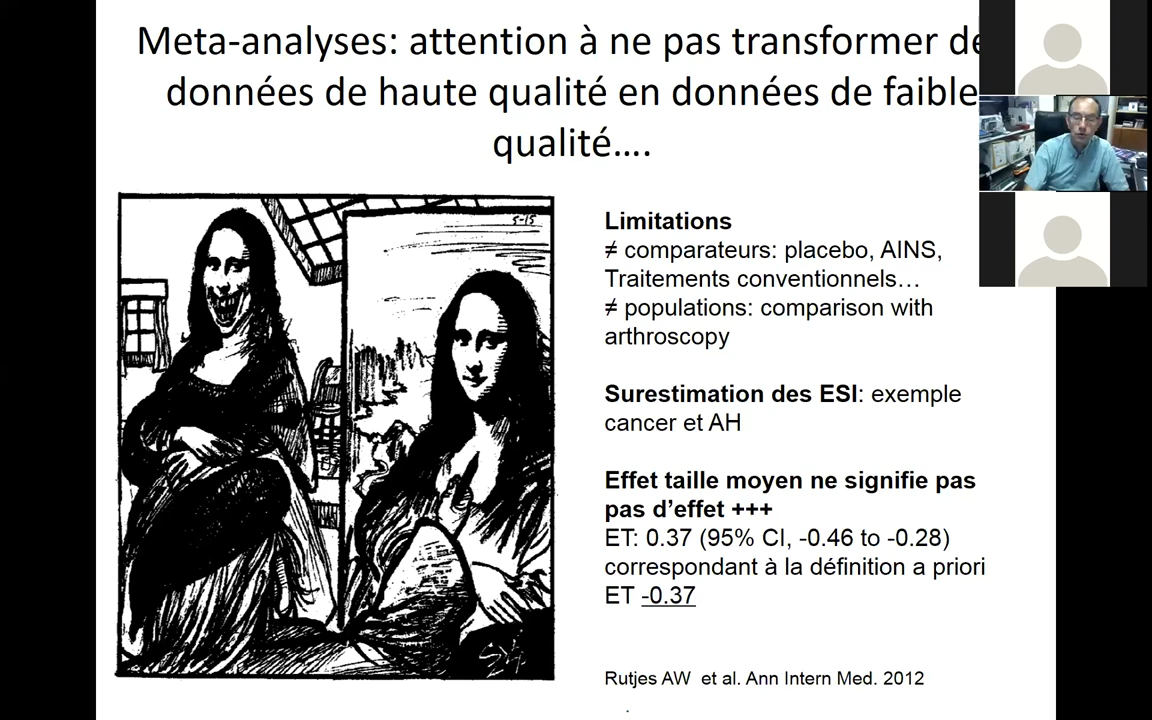 Meta-analyses: attention à ne pas transformer de
données de haute qualité en données de faible
qualité….
5-15
Limitations
≠ comparateurs: placebo, AINS,
Traitements conventionnels…
≠ populations: comparison with
arthroscopy
Surestimation des ESI: exemple
cancer et AH
Effet taille moyen ne signifie pas
pas d’effet +++
ET: 0.37 (95% CI, -0.46 to -0.28)
correspondant à la définition a priori
ET -0.37
Rutjes AW et al. Ann Intern Med. 2012